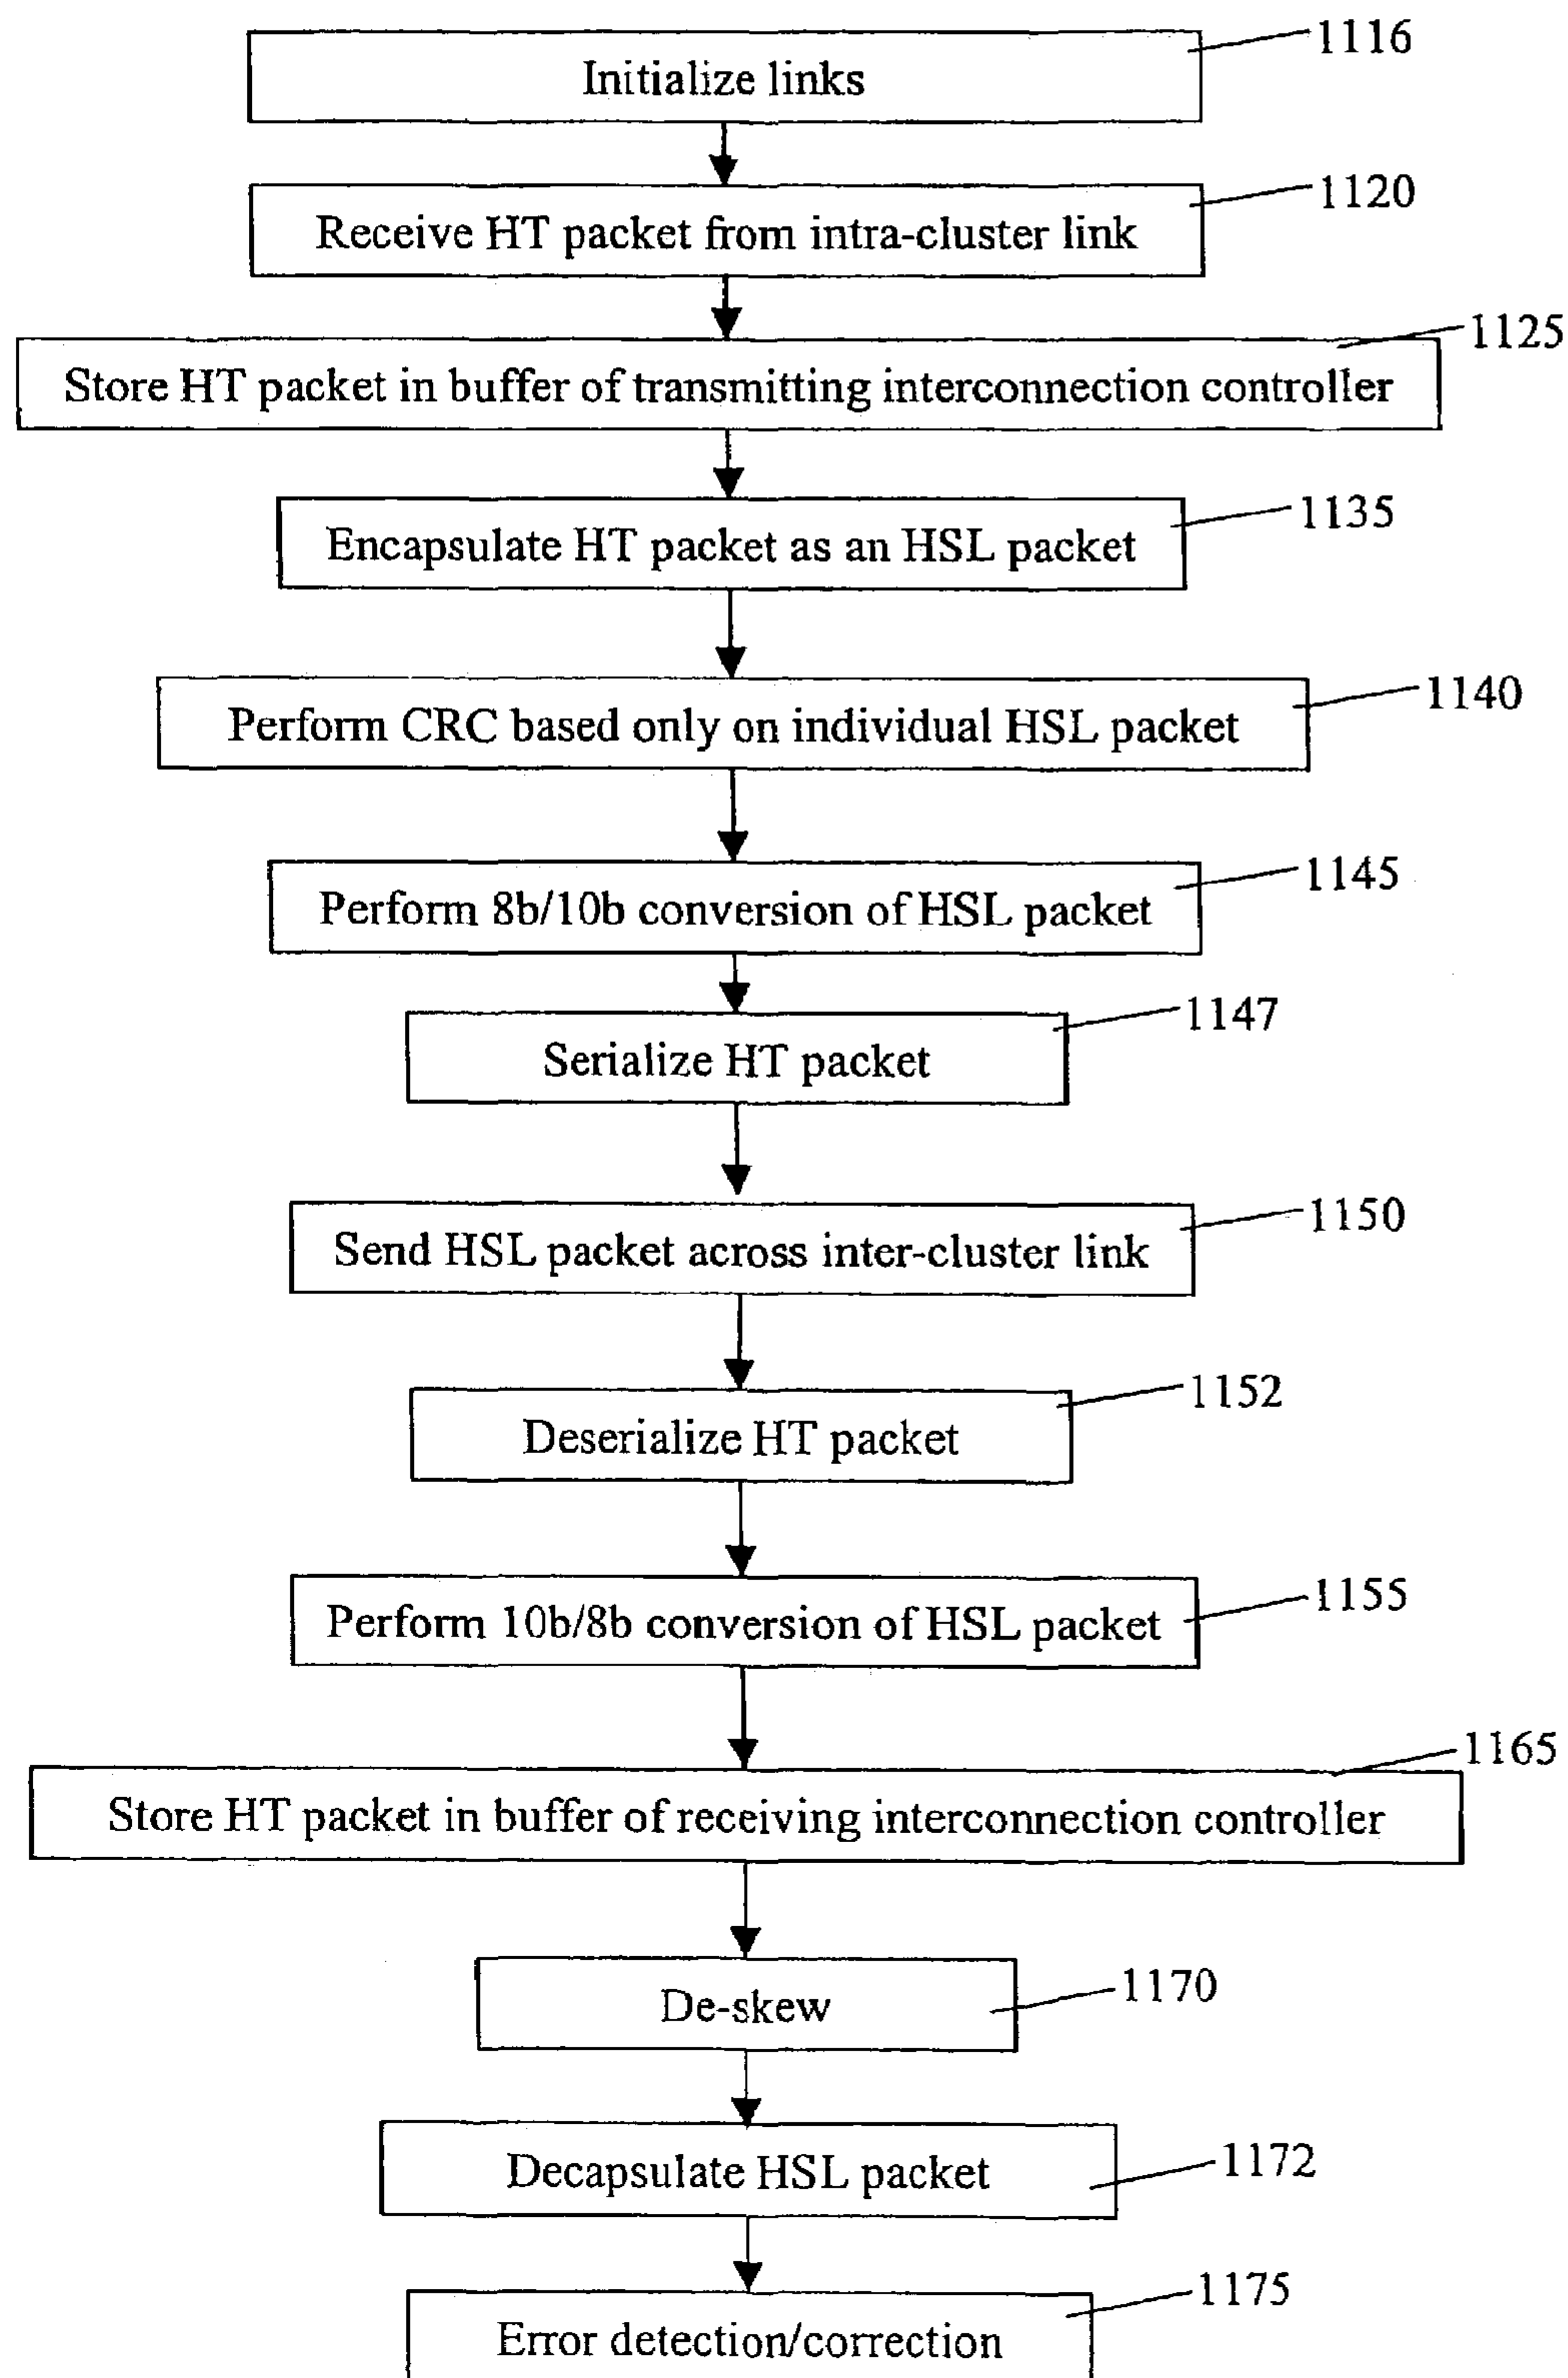 1116
Initialize links
1120
Receive HT packet from intra-cluster link
1125
Store HT packet in buffer of transmitting interconnection controller
1135
Encapsulate HT packet as an HSL packet
1140
Perform CRC based only on individual HSL packet
1145
Perform 8b/10b conversion of HSL packet
1147
Serialize HT packet
1150
Send HSL packet across inter-cluster link
1152
Deserialize HT packet
1155
Perform 10b/8b conversion of HSL packet
1165
Store HT packet in buffer of receiving interconnection controller
1170
De-skew
1172
Decapsulate HSL packet
1175
Error detection/correction